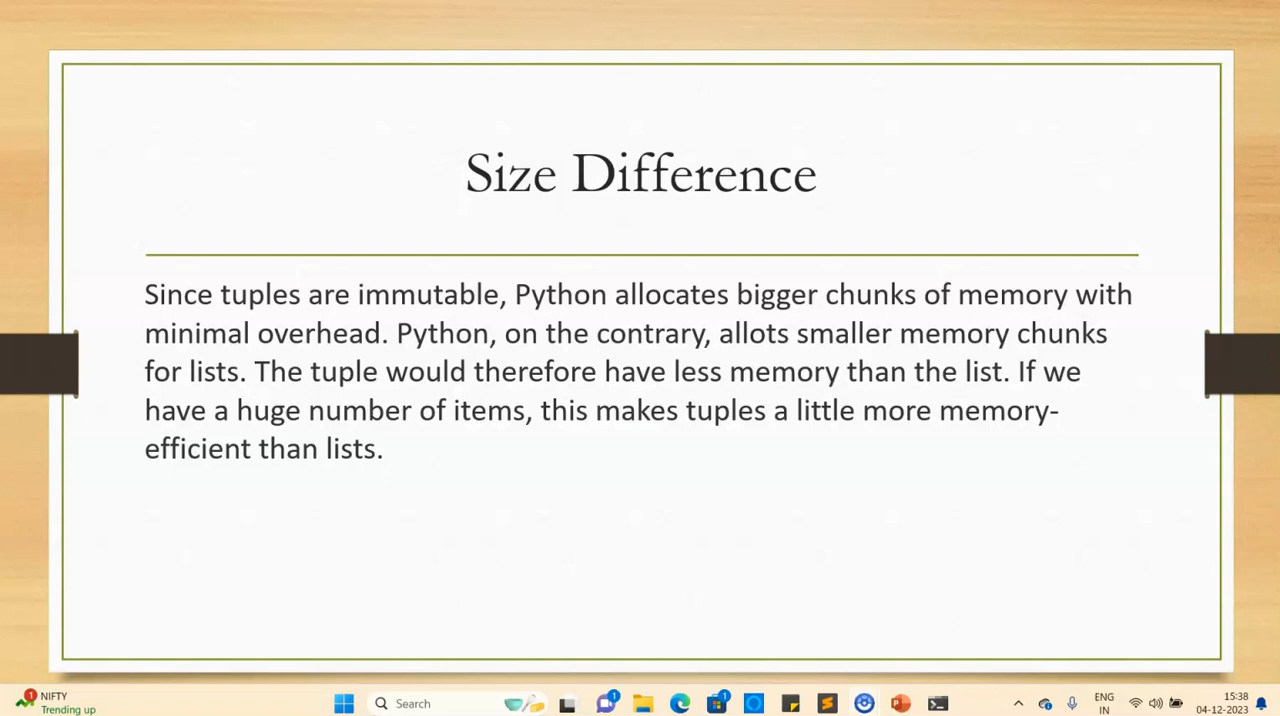 Size Difference
Since tuples are immutable, Python allocates bigger chunks of memory with
minimal overhead. Python, on the contrary, allots smaller memory chunks
for lists. The tuple would therefore have less memory than the list. If we
have a huge number of items, this makes tuples a little more memory-
efficient than lists.
1
NIFTY
Trending up
Search
1
1
ENG
IN
15:38
04-12-2023